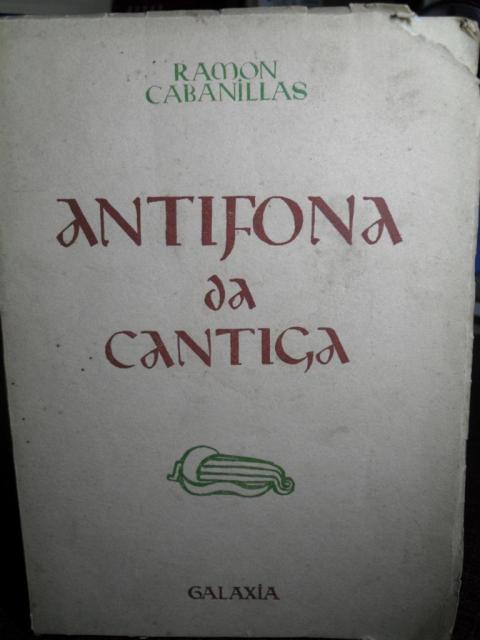 RAMON
CABANILLAS
ANTIFONA
da
CANTIGA
GALAXIA